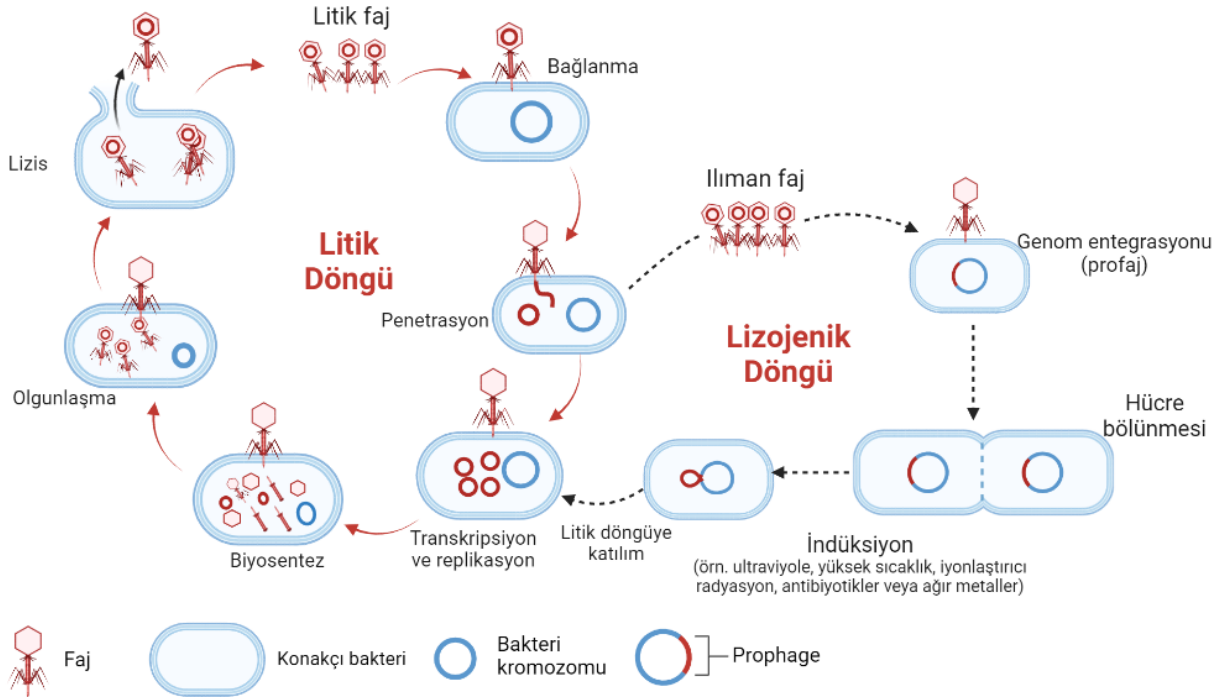 Litik faj
Bağlanma
Lizis
Ilıman faj
Litik
Döngü
Genom entegrasyonu
(profaj)
Penetrasyon
Lizojenik
Döngü
Olgunlaşma
Hücre
bölünmesi
Biyosentez
Transkripsiyon
ve replikasyon
Litik döngüye
katılım
İndüksiyon
(örn. ultraviyole, yüksek sıcaklık, iyonlaştırıcı
radyasyon, antibiyotikler veya ağır metaller)
Faj
Konakçı bakteri
Bakteri
kromozomu
Prophage